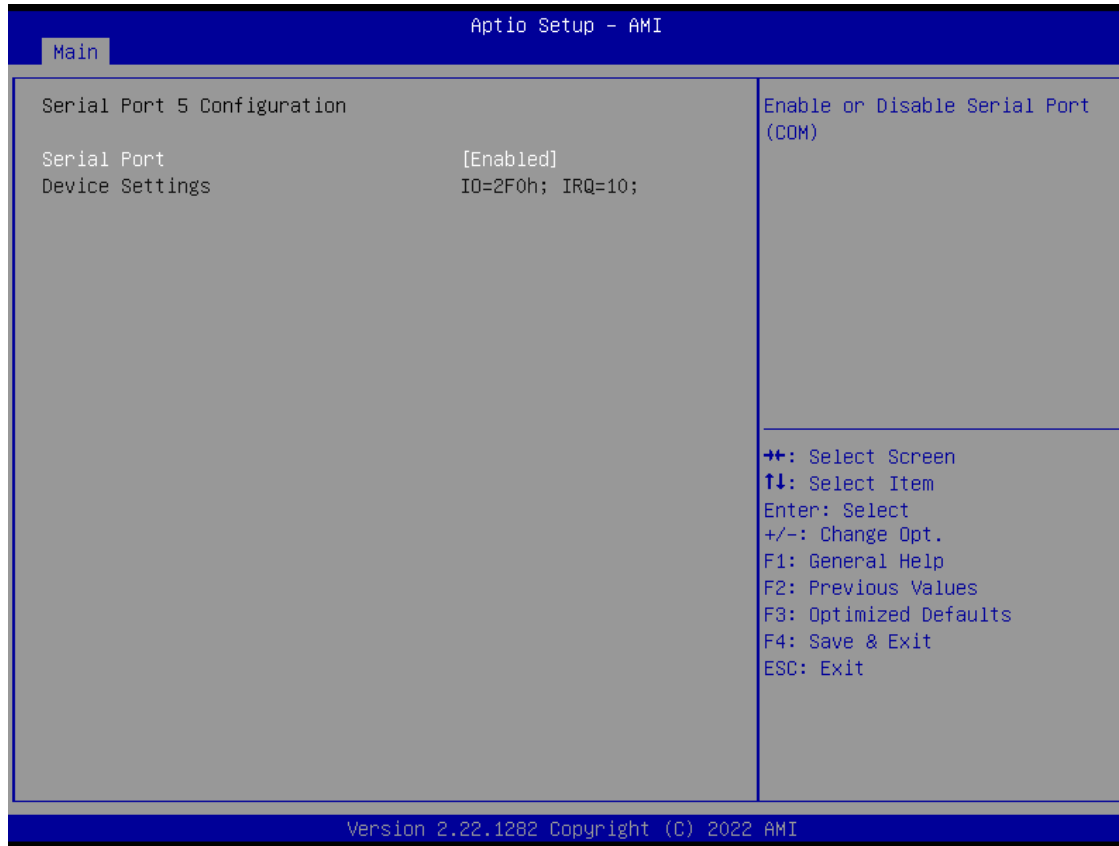 Aptio Setup – AMI
Main
Serial Port 5 Configuration
Serial Port [Enabled]
Device Settings IO=2F0h; IRQ=10;
Enable or Disable Serial Port
(COM)
→←: Select Screen
↑↓: Select Item
Enter: Select
+/-: Change Opt.
F1: General Help
F2: Previous Values
F3: Optimized Defaults
F4: Save & Exit
ESC: Exit
Version 2.22.1282 Copyright (C) 2022 AMI